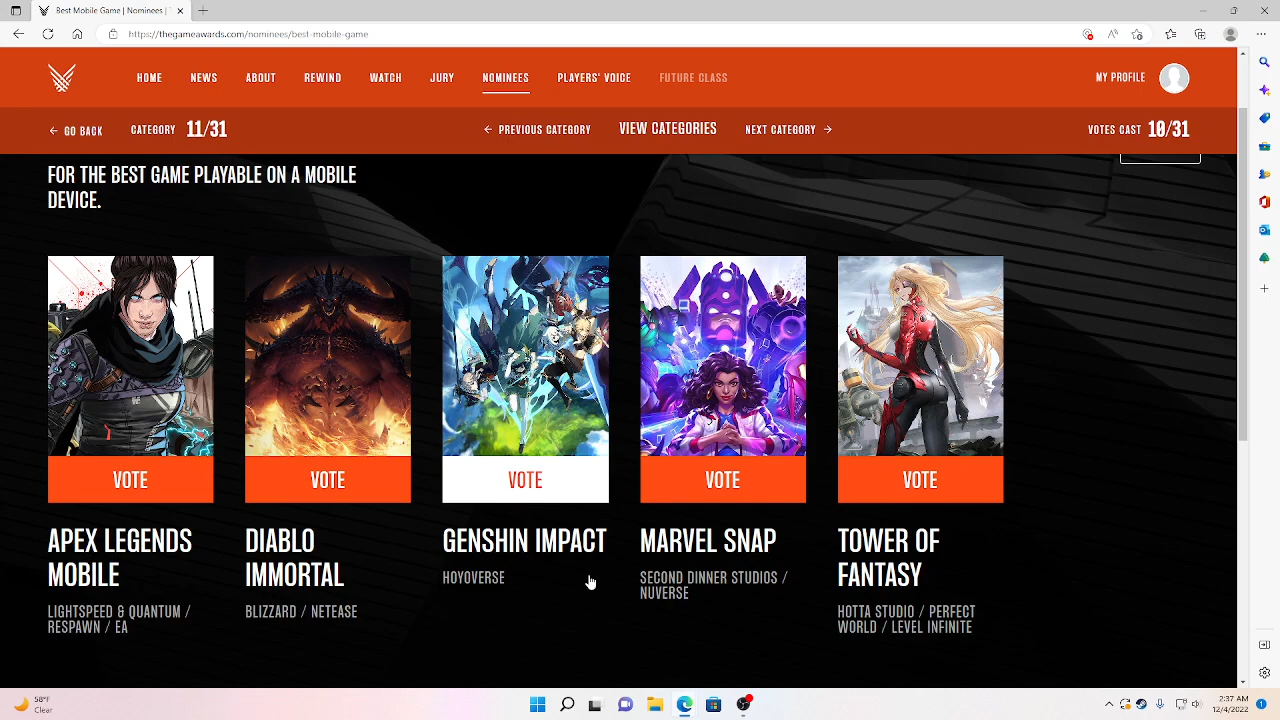 Best Mobile Game | Nominees | T
https://thegameawards.com/nominees/best-mobile-game
HOME
NEWS
ABOUT
REWIND
WATCH
JURY
NOMINEES
PLAYERS' VOICE
FUTURE CLASS
MY PROFILE
← GO BACK
CATEGORY 11/31
← PREVIOUS CATEGORY
VIEW CATEGORIES
NEXT CATEGORY →
VOTES CAST 10/31
FOR THE BEST GAME PLAYABLE ON A MOBILE
DEVICE.
VOTE
VOTE
VOTE
VOTE
VOTE
APEX LEGENDS
MOBILE
LIGHTSPEED & QUANTUM /
RESPAWN / EA
DIABLO
IMMORTAL
BLIZZARD / NETEASE
GENSHIN IMPACT
HOYOVERSE
MARVEL SNAP
SECOND DINNER STUDIOS /
NUVERSE
TOWER OF
FANTASY
HOTTA STUDIO / PERFECT
WORLD / LEVEL INFINITE
58°F
Clear
2:37 AM
12/4/2022